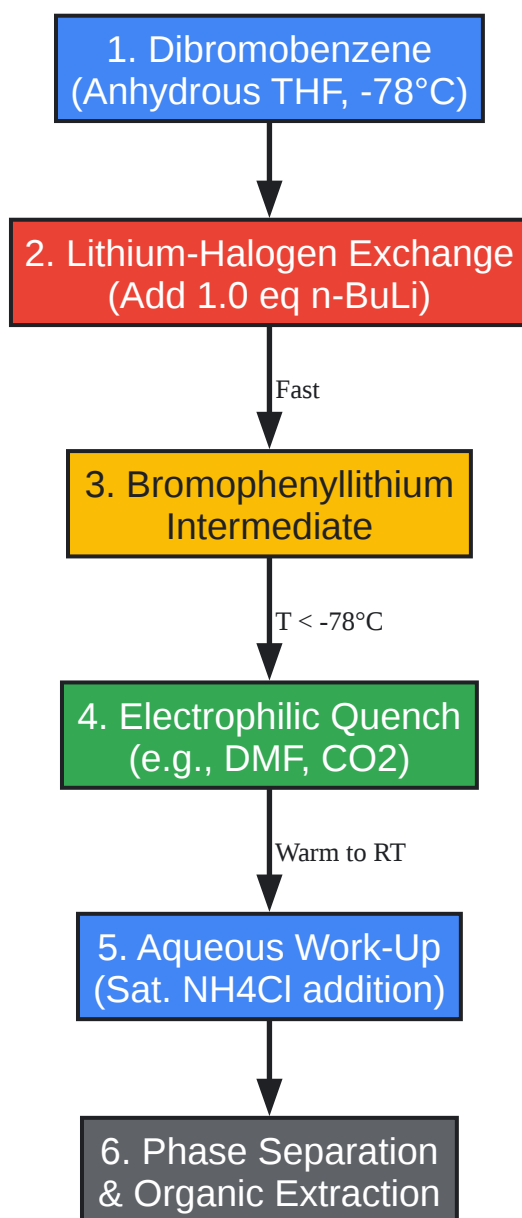 1. Dibromobenzene
(Anhydrous THF, -78°C)
2. Lithium-Halogen Exchange
(Add 1.0 eq n-BuLi)
Fast
3. Bromophenyllithium
Intermediate
T < -78°C
4. Electrophilic Quench
(e.g., DMF, CO2)
Warm to RT
5. Aqueous Work-Up
(Sat. NH4Cl addition)
6. Phase Separation
& Organic Extraction